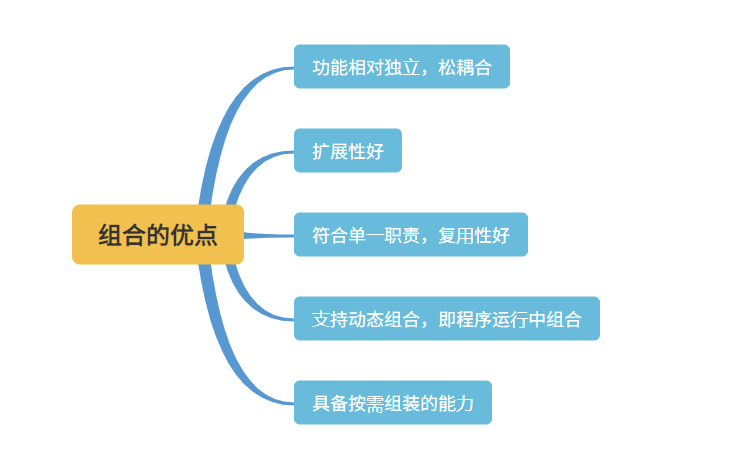 组合的优点
功能相对独立，松耦合
扩展性好
符合单一职责，复用性好
支持动态组合，即程序运行中组合
具备按需组装的能力